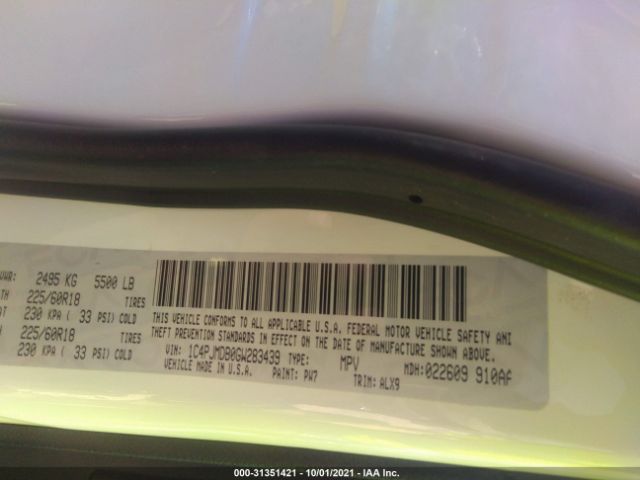 VWR: 2495 KG 5500 LB
TH 225/60R18 TIRES
230 KPA ( 33 PSI) COLD
225/60R18 TIRES
230 KPA ( 33 PSI) COLD
THIS VEHICLE CONFORMS TO ALL APPLICABLE U.S.A. FEDERAL MOTOR VEHICLE SAFETY AN
THEFT PREVENTION STANDARDS IN EFFECT ON THE DATE OF MANUFACTURE SHOWN ABOVE.
VIN: 1C4PJMDB0GW283439 TYPE: MPV MDH:022609 910AF
VEHICLE MADE IN U.S.A. PAINT: PW7 TRIM: ALX9
000-31351421 - 10/01/2021 - IAA Inc.